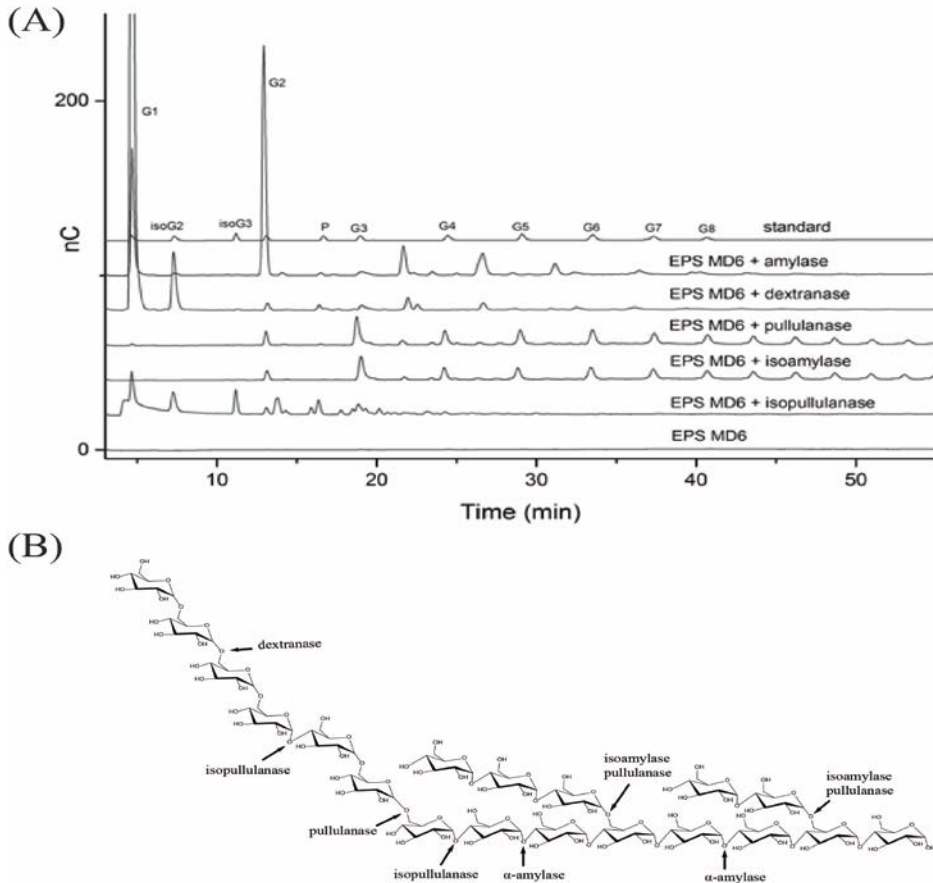 (A)
200
0
nC
G1
isoG2
isoG3
G2
P
G3
G4
G5
G6
G7
G8
standard
EPS MD6 + amylase
EPS MD6 + dextranase
EPS MD6 + pullulanase
EPS MD6 + isoamylase
EPS MD6 + isopullulanase
EPS MD6
10
20
30
40
50
Time (min)
(B)
dextranase
isopullulanase
pullulanase
isopullulanase
α-amylase
isoamylase
pullulanase
α-amylase
isoamylase
pullulanase